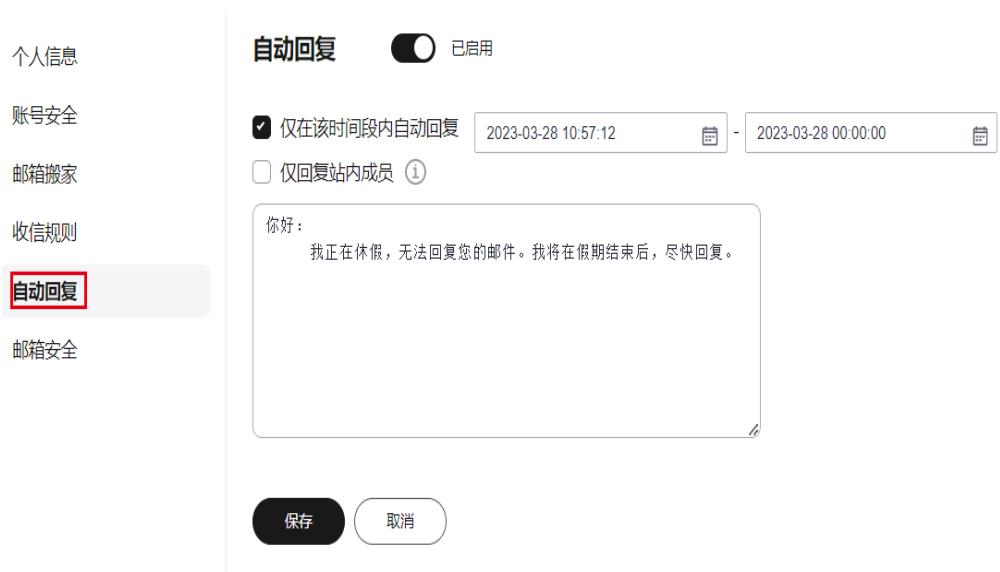 个人信息
账号安全
邮箱搬家
收信规则
自动回复
邮箱安全
自动回复 已启用
仅在该时间段内自动回复 2023-03-28 10:57:12 - 2023-03-28 00:00:00
仅回复站内成员
你好：
我正在休假，无法回复您的邮件。我将在假期结束后，尽快回复。
保存 取消